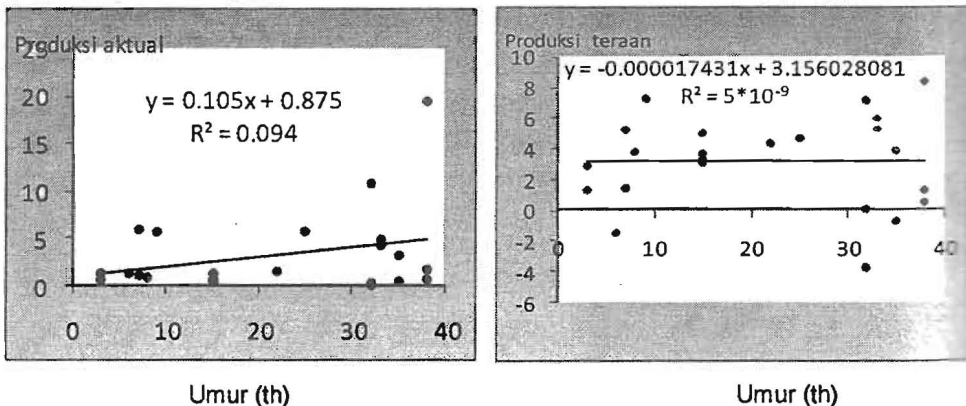 Produksi aktual
25
y = 0.105x + 0.875
R² = 0.094
20
15
10
5
0
0 10 20 30 40
Umur (th)
Produksi teraan
y = -0.000017431x + 3.156028081
R² = 5*10⁻⁹
10
8
6
4
2
0
-2
-4
-6
0 10 20 30 40
Umur (th)